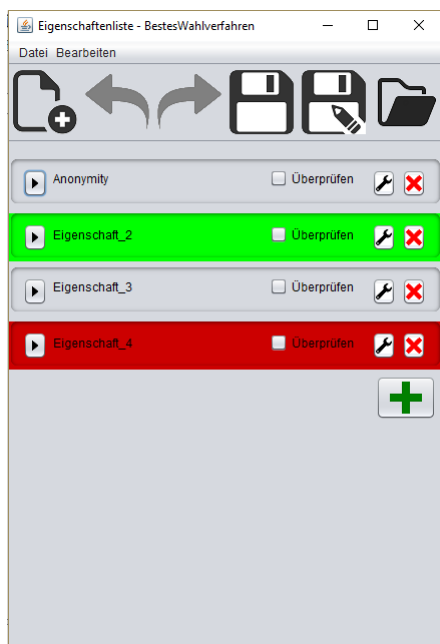 Eigenschaftenliste - BestesWahlverfahren
Datei Bearbeiten
Anonymity Überprüfen
Eigenschaft_2 Überprüfen
Eigenschaft_3 Überprüfen
Eigenschaft_4 Überprüfen